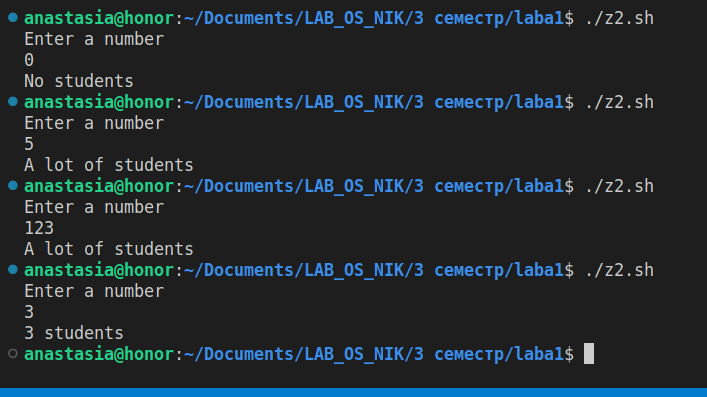 anastasia@honor:~/Documents/LAB_OS_NIK/3 семестр/laba1$ ./z2.sh
Enter a number
0
No students
anastasia@honor:~/Documents/LAB_OS_NIK/3 семестр/laba1$ ./z2.sh
Enter a number
5
A lot of students
anastasia@honor:~/Documents/LAB_OS_NIK/3 семестр/laba1$ ./z2.sh
Enter a number
123
A lot of students
anastasia@honor:~/Documents/LAB_OS_NIK/3 семестр/laba1$ ./z2.sh
Enter a number
3
3 students
anastasia@honor:~/Documents/LAB_OS_NIK/3 семестр/laba1$